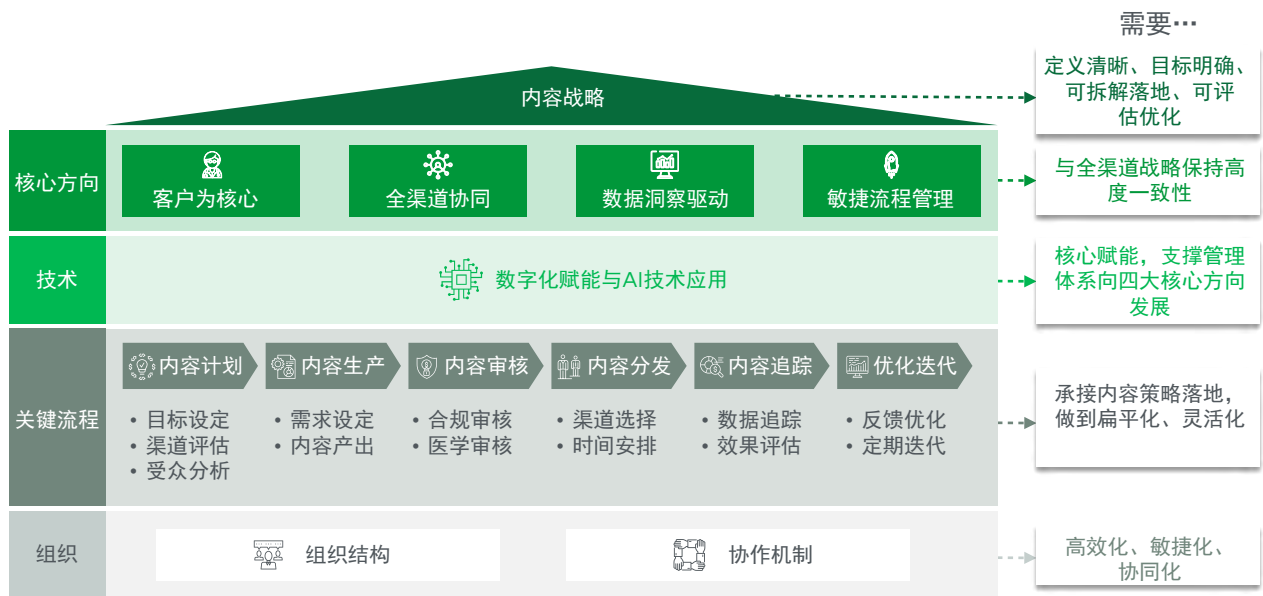 需要…
内容战略
定义清晰、目标明确、
可拆解落地、可评
估优化
核心方向
客户为核心
全渠道协同
数据洞察驱动
敏捷流程管理
与全渠道战略保持高
度一致性
技术
数字化赋能与AI技术应用
核心赋能，支撑管理
体系向四大核心方向
发展
关键流程
内容计划
• 目标设定
• 渠道评估
• 受众分析
内容生产
• 需求设定
• 内容产出
内容审核
• 合规审核
• 医学审核
内容分发
• 渠道选择
• 时间安排
内容追踪
• 数据追踪
• 效果评估
优化迭代
• 反馈优化
• 定期迭代
承接内容策略落地，
做到扁平化、灵活化
组织
组织结构
协作机制
高效化、敏捷化、
协同化